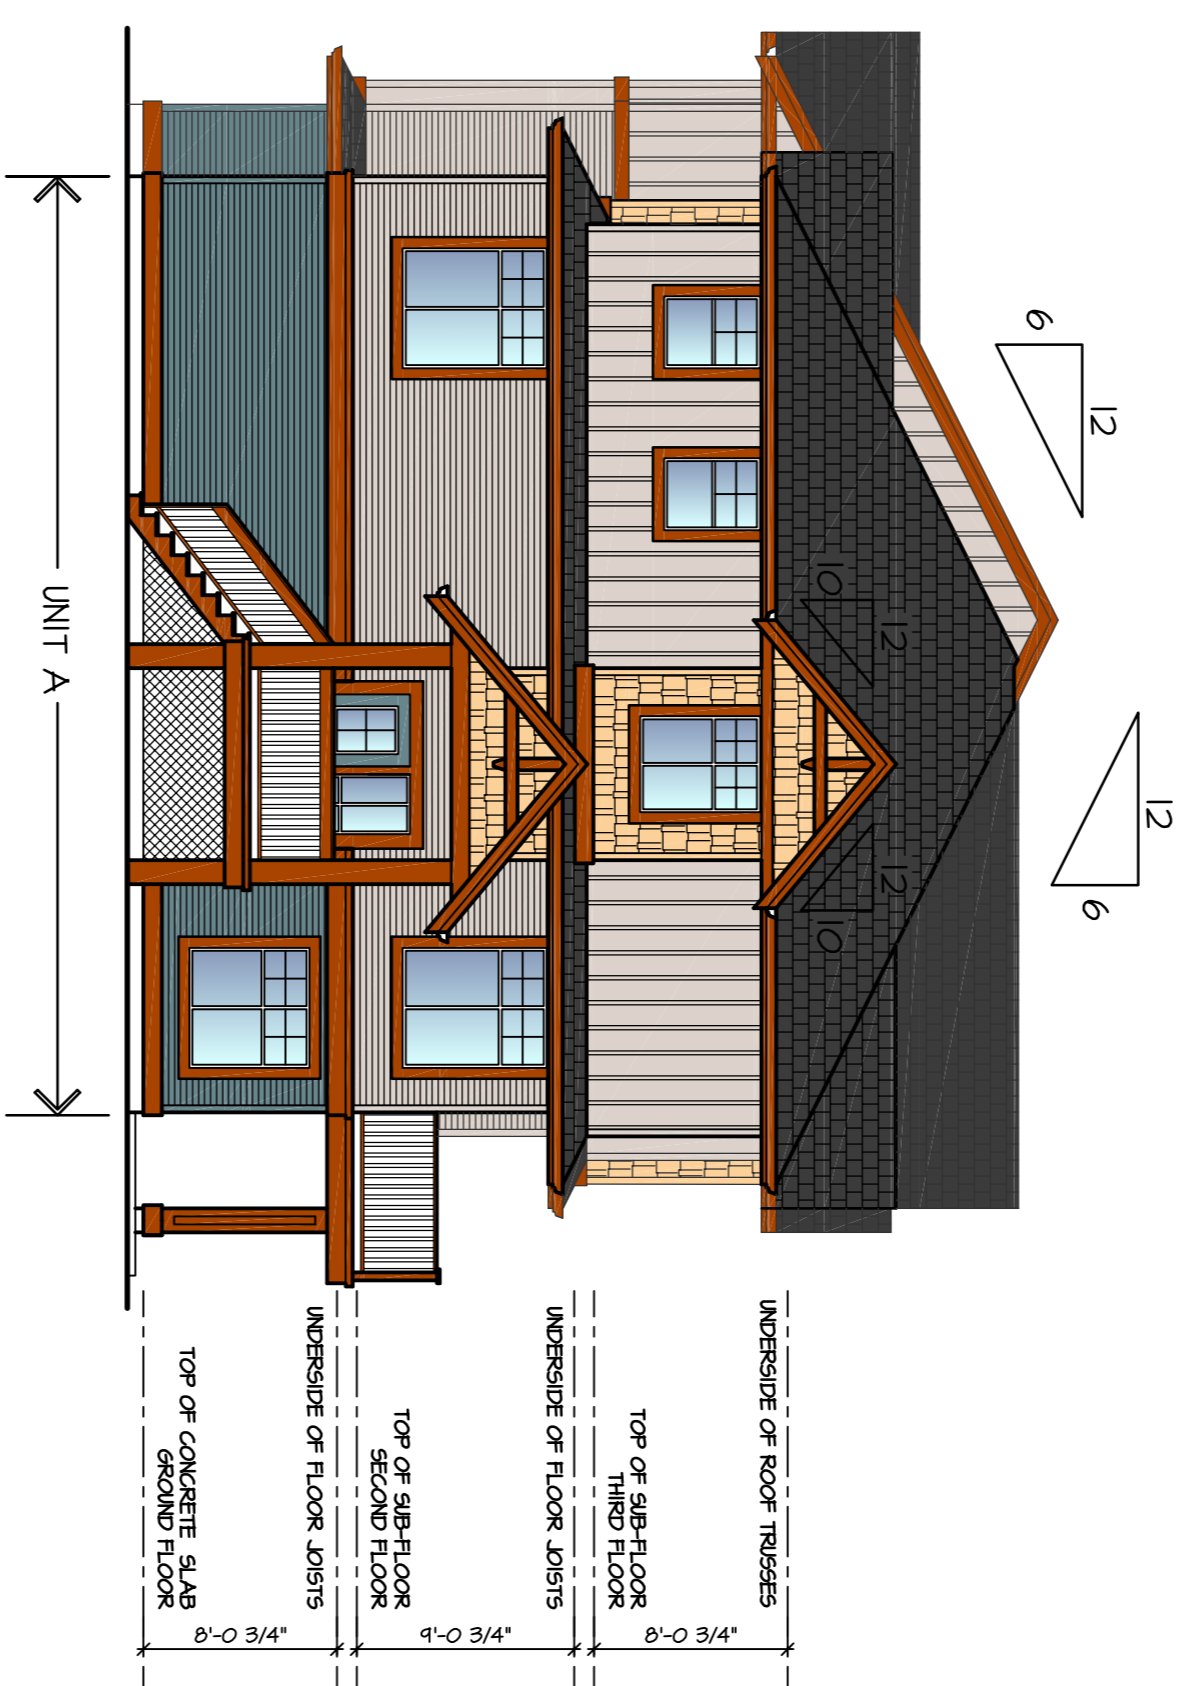 12
6
12
6
12
10
12
10
UNDERSIDE OF ROOF TRUSSES
8'-0 3/4"
TOP OF SUB-FLOOR
THIRD FLOOR
UNDERSIDE OF FLOOR JOISTS
9'-0 3/4"
TOP OF SUB-FLOOR
SECOND FLOOR
UNDERSIDE OF FLOOR JOISTS
8'-0 3/4"
TOP OF CONCRETE SLAB
GROUND FLOOR
UNIT A